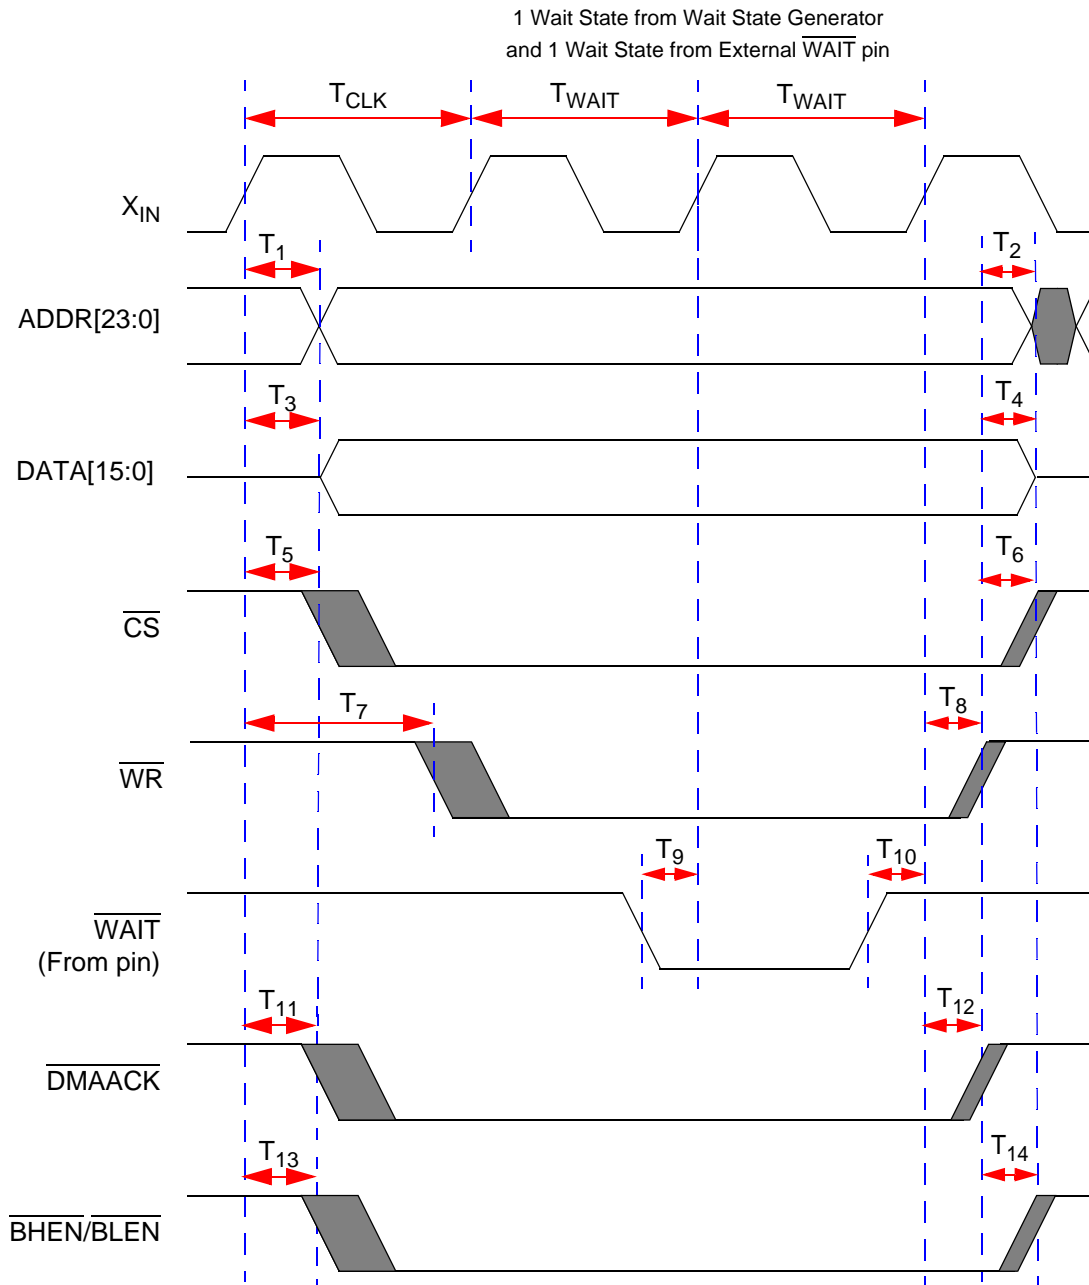 1 Wait State from Wait State Generator
and 1 Wait State from External WAIT pin
TCLK TWAIT TWAIT
XIN
T1 T2
ADDR[23:0]
T3 T4
DATA[15:0]
T5 T6
CS
T7 T8
WR
T9 T10
WAIT
(From pin)
T11 T12
DMAACK
T13 T14
BHEN/BLEN